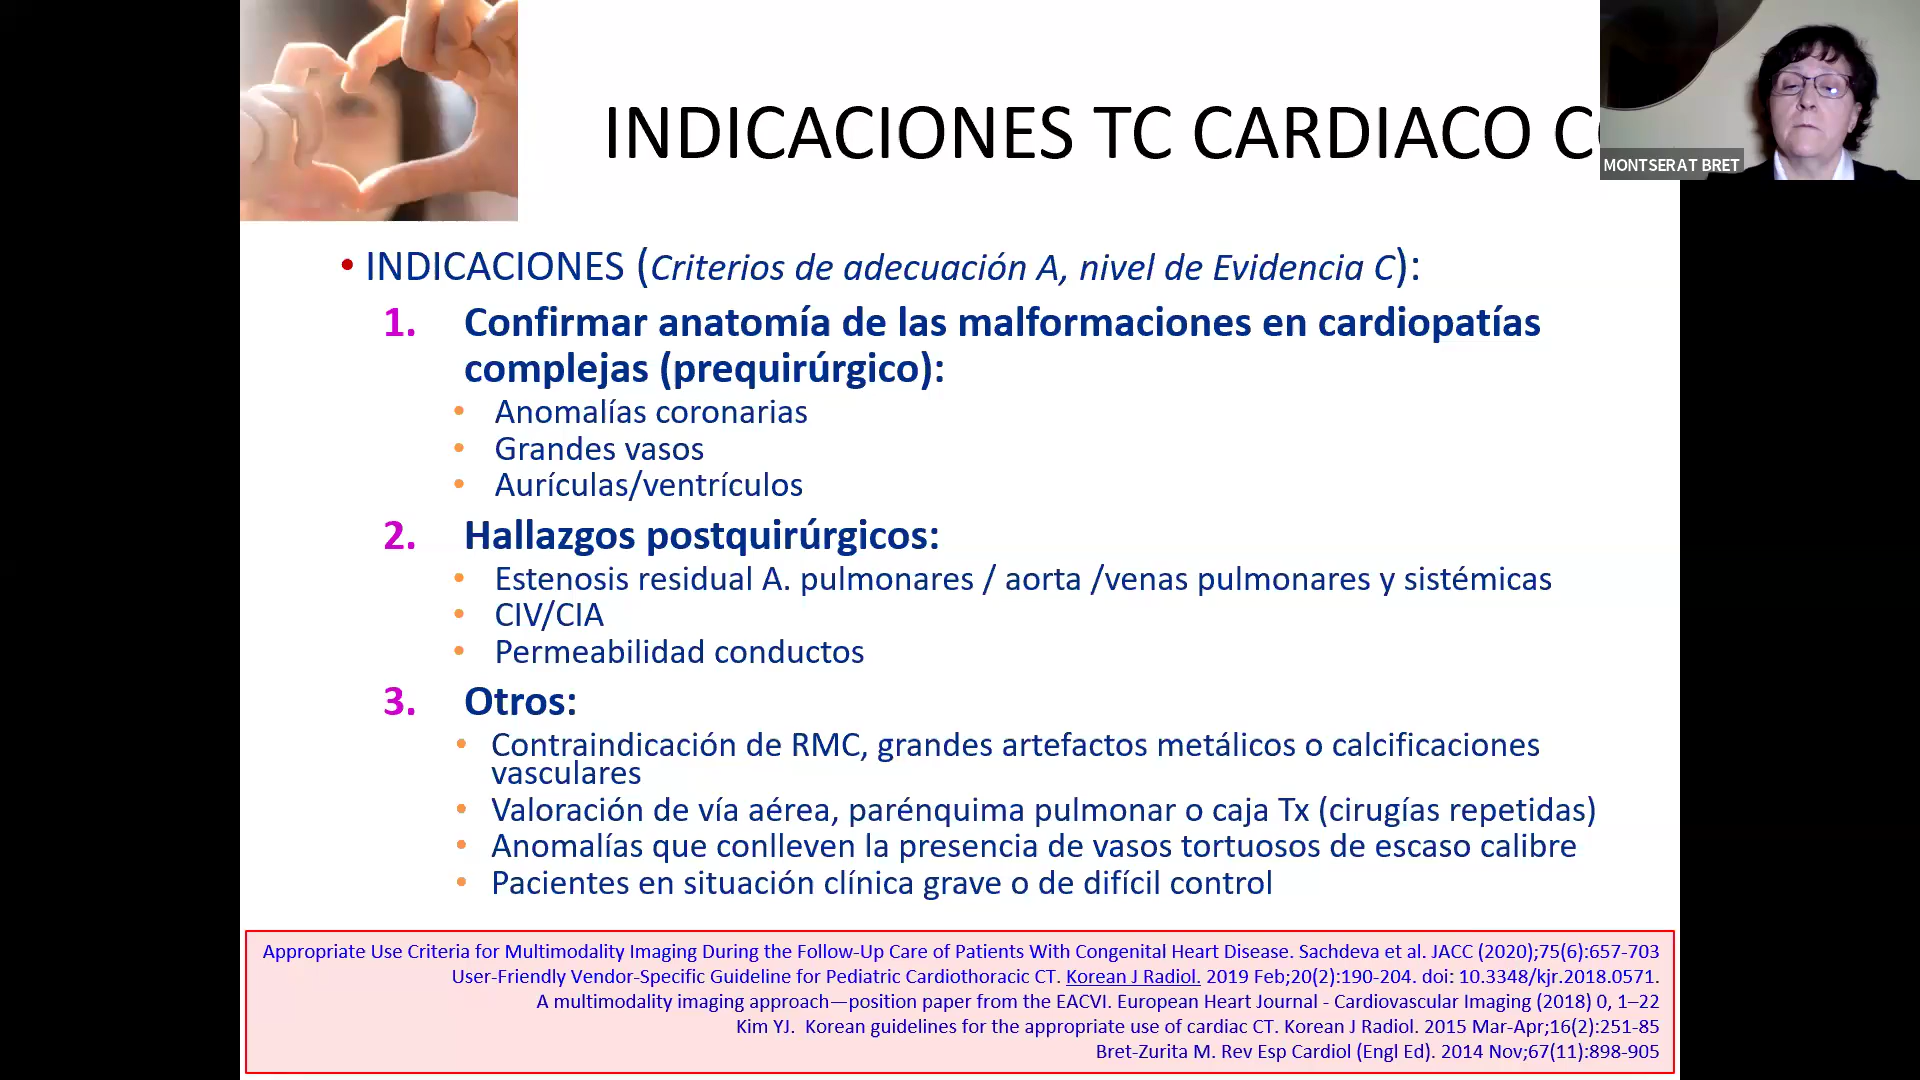 INDICACIONES TC CARDIACO C
MONTSERAT BRET
• INDICACIONES (Criterios de adecuación A, nivel de Evidencia C):
1. Confirmar anatomía de las malformaciones en cardiopatías
complejas (prequirúrgico):
• Anomalías coronarias
• Grandes vasos
• Aurículas/ventrículos
2. Hallazgos postquirúrgicos:
• Estenosis residual A. pulmonares / aorta /venas pulmonares y sistémicas
• CIV/CIA
• Permeabilidad conductos
3. Otros:
• Contraindicación de RMC, grandes artefactos metálicos o calcificaciones
vasculares
• Valoración de vía aérea, parénquima pulmonar o caja Tx (cirugías repetidas)
• Anomalías que conlleven la presencia de vasos tortuosos de escaso calibre
• Pacientes en situación clínica grave o de difícil control
Appropriate Use Criteria for Multimodality Imaging During the Follow-Up Care of Patients With Congenital Heart Disease. Sachdeva et al. JACC (2020);75(6):657-703
User-Friendly Vendor-Specific Guideline for Pediatric Cardiothoracic CT. Korean J Radiol. 2019 Feb;20(2):190-204. doi: 10.3348/kjr.2018.0571.
A multimodality imaging approach—position paper from the EACVI. European Heart Journal - Cardiovascular Imaging (2018) 0, 1–22
Kim YJ. Korean guidelines for the appropriate use of cardiac CT. Korean J Radiol. 2015 Mar-Apr;16(2):251-85
Bret-Zurita M. Rev Esp Cardiol (Engl Ed). 2014 Nov;67(11):898-905